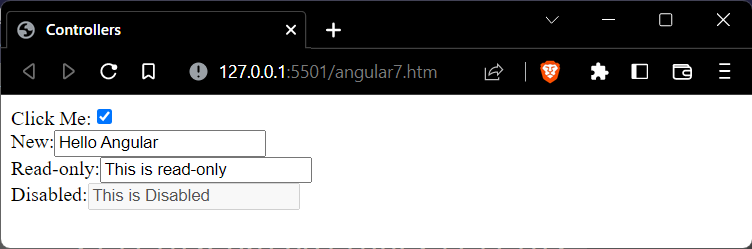 Controllers
127.0.0.1:5501/angular7.htm
Click Me:
New: Hello Angular
Read-only: This is read-only
Disabled: This is Disabled